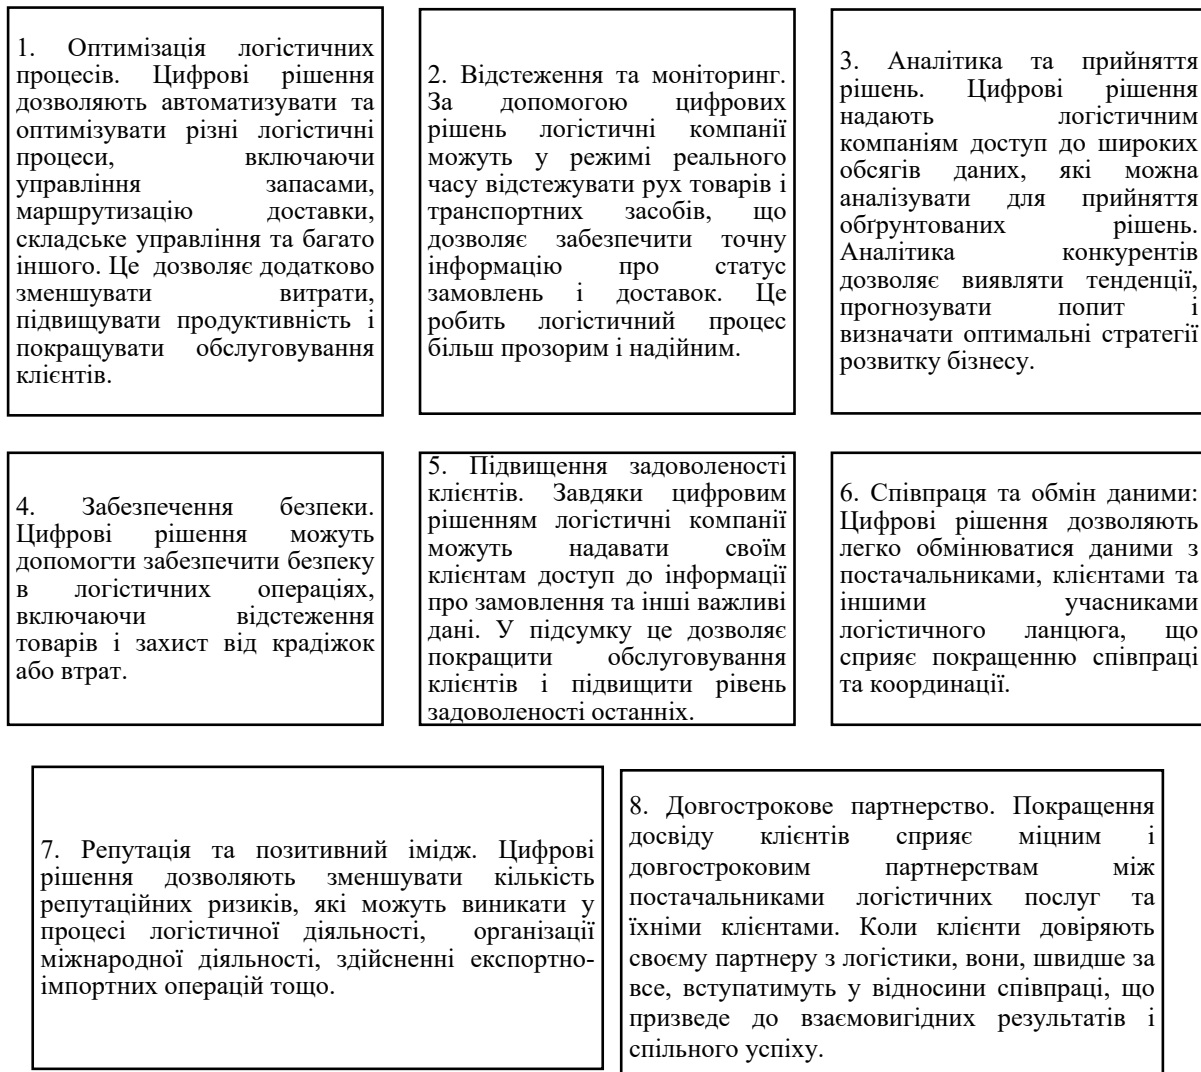 1. Оптимізація логістичних
процесів. Цифрові рішення
дозволяють автоматизувати та
оптимізувати різні логістичні
процеси, включаючи
управління запасами,
маршрутизацію доставки,
складське управління та багато
іншого. Це дозволяє додатково
зменшувати витрати,
підвищувати продуктивність і
покращувати обслуговування
клієнтів.
2. Відстеження та моніторинг.
За допомогою цифрових
рішень логістичні компанії
можуть у режимі реального
часу відстежувати рух товарів і
транспортних засобів, що
дозволяє забезпечити точну
інформацію про статус
замовлень і доставок. Це
робить логістичний процес
більш прозорим і надійним.
3. Аналітика та прийняття
рішень. Цифрові рішення
надають логістичним
компаніям доступ до широких
обсягів даних, які можна
аналізувати для прийняття
обґрунтованих рішень.
Аналітика конкурентів
дозволяє виявляти тенденції,
прогнозувати попит і
визначати оптимальні стратегії
розвитку бізнесу.
4. Забезпечення безпеки.
Цифрові рішення можуть
допомогти забезпечити безпеку
в логістичних операціях,
включаючи відстеження
товарів і захист від крадіжок
або втрат.
5. Підвищення задоволеності
клієнтів. Завдяки цифровим
рішенням логістичні компанії
можуть надавати своїм
клієнтам доступ до інформації
про замовлення та інші важливі
дані. У підсумку це дозволяє
покращити обслуговування
клієнтів і підвищити рівень
задоволеності останніх.
6. Співпраця та обмін даними:
Цифрові рішення дозволяють
легко обмінюватися даними з
постачальниками, клієнтами та
іншими учасниками
логістичного ланцюга, що
сприяє покращенню співпраці
та координації.
7. Репутація та позитивний імідж. Цифрові
рішення дозволяють зменшувати кількість
репутаційних ризиків, які можуть виникати у
процесі логістичної діяльності, організації
міжнародної діяльності, здійсненні експортно-
імпортних операцій тощо.
8. Довгострокове партнерство. Покращення
досвіду клієнтів сприяє міцним і
довгостроковим партнерствам між
постачальниками логістичних послуг та
їхніми клієнтами. Коли клієнти довіряють
своєму партнеру з логістики, вони, швидше за
все, вступатимуть у відносини співпраці, що
призведе до взаємовигідних результатів і
спільного успіху.